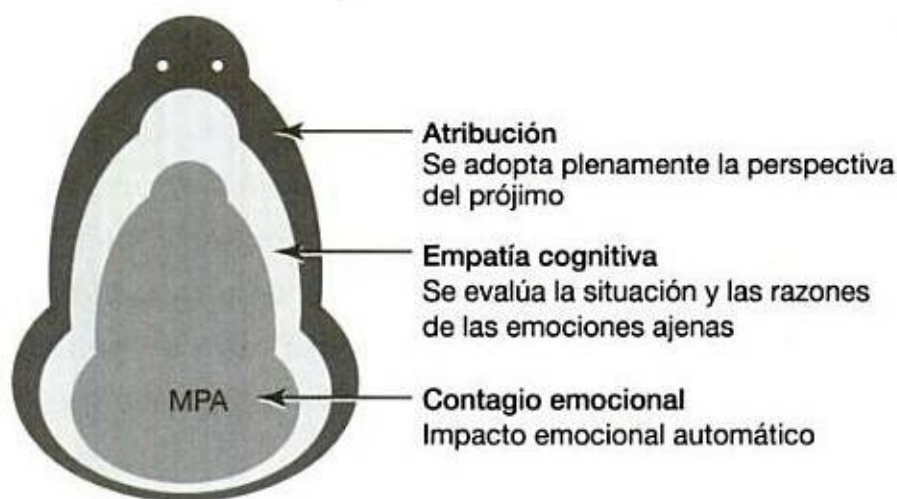 Atribución
Se adopta plenamente la perspectiva
del prójimo
Empatía cognitiva
Se evalúa la situación y las razones
de las emociones ajenas
MPA
Contagio emocional
Impacto emocional automático